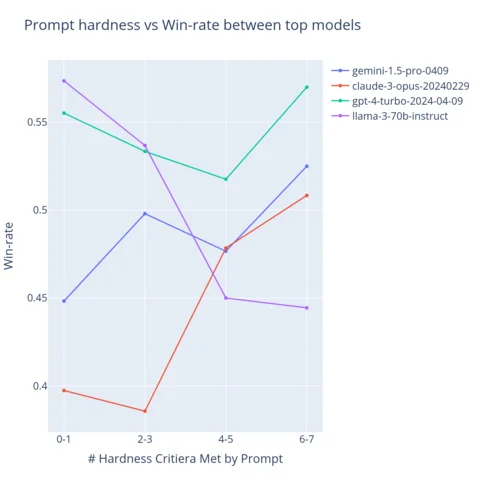 Prompt hardness vs Win-rate between top models
gemini-1.5-pro-0409
claude-3-opus-20240229
gpt-4-turbo-2024-04-09
llama-3-70b-instruct
Win-rate
0.55
0.5
0.45
0.4
0-1 2-3 4-5 6-7
# Hardness Critiera Met by Prompt